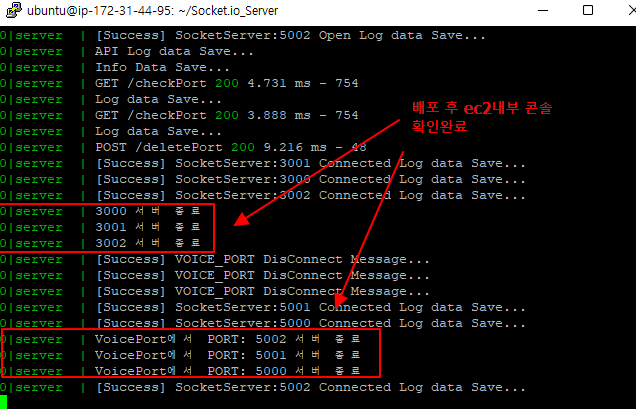 ubuntu@ip-172-31-44-95: ~/Socket.io_Server
0|server | [Success] SocketServer:5002 Open Log data Save...
0|server | API Log data Save...
0|server | Info Data Save...
0|server | GET /checkPort 200 4.731 ms - 754
0|server | Log data Save...
0|server | GET /checkPort 200 3.888 ms - 754
0|server | Log data Save...
0|server | POST /deletePort 200 9.216 ms - 48
0|server | [Success] SocketServer:3001 Connected Log data Save...
0|server | [Success] SocketServer:3000 Connected Log data Save...
0|server | [Success] SocketServer:3002 Connected Log data Save...
0|server | 3000 서버 종료
0|server | 3001 서버 종료
0|server | 3002 서버 종료
0|server | [Success] VOICE_PORT DisConnect Message...
0|server | [Success] VOICE_PORT DisConnect Message...
0|server | [Success] VOICE_PORT DisConnect Message...
0|server | [Success] SocketServer:5001 Connected Log data Save...
0|server | [Success] SocketServer:5000 Connected Log data Save...
0|server | VoicePort에서 PORT: 5002 서버 종료
0|server | VoicePort에서 PORT: 5001 서버 종료
0|server | VoicePort에서 PORT: 5000 서버 종료
0|server | [Success] SocketServer:5002 Connected Log data Save...
배포 후 ec2내부 콘솔
확인완료